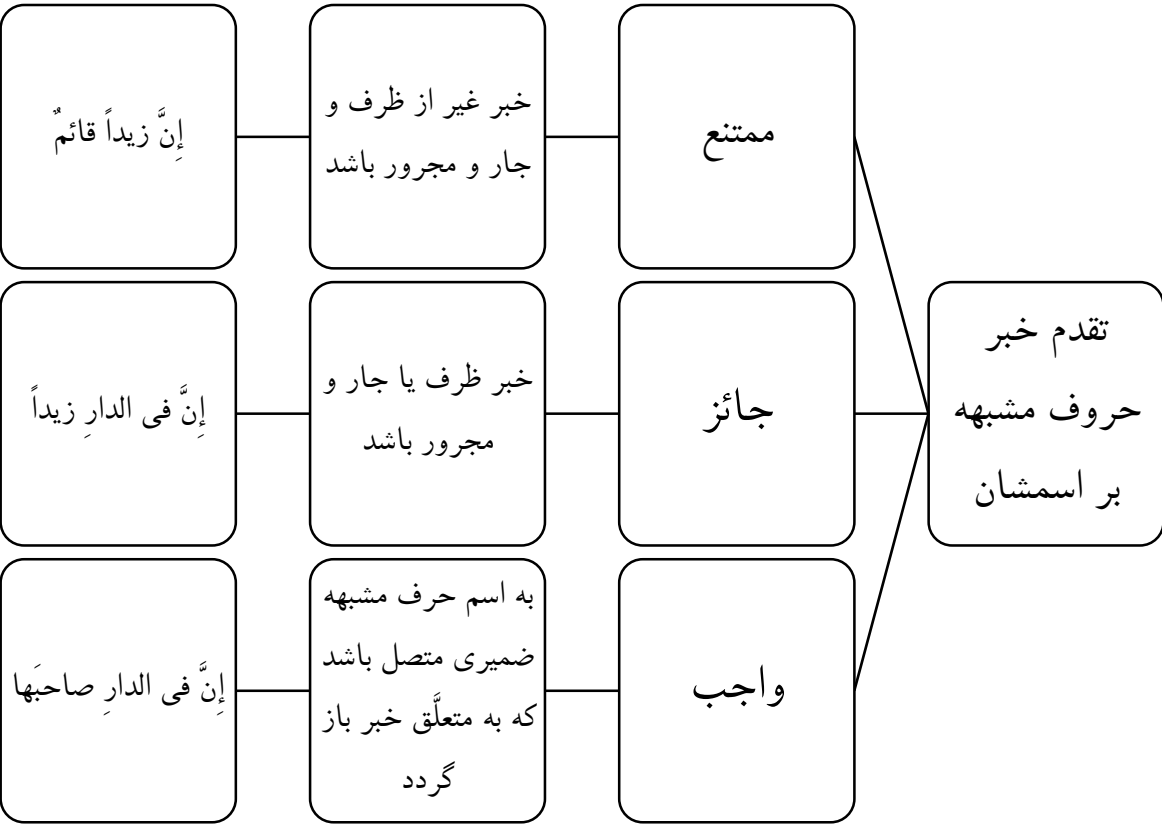 تقدم خبر
حروف مشبهه
بر اسمشان
ممتنع
خبر غیر از ظرف و
جار و مجرور باشد
إِنَّ زیداً قائمٌ
جائز
خبر ظرف یا جار و
مجرور باشد
إِنَّ فی الدارِ زیداً
واجب
به اسم حرف مشبهه
ضمیری متصل باشد
که به متعلَّق خبر باز
گردد
إِنَّ فی الدارِ صاحبَها